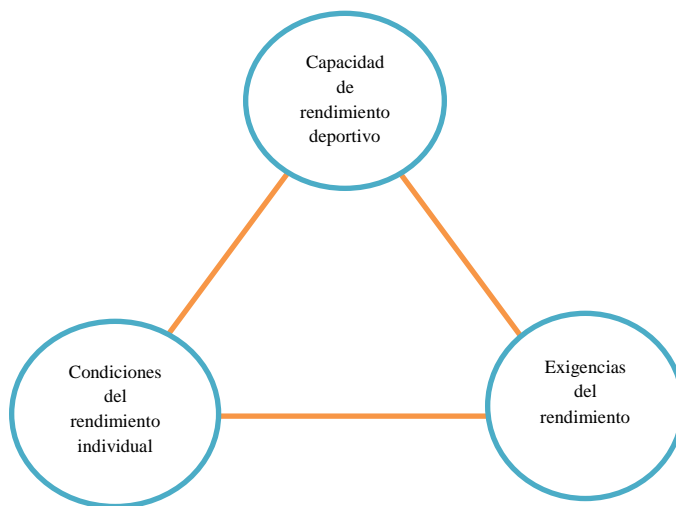 Capacidad
de
rendimiento
deportivo
Condiciones
del
rendimiento
individual
Exigencias
del
rendimiento